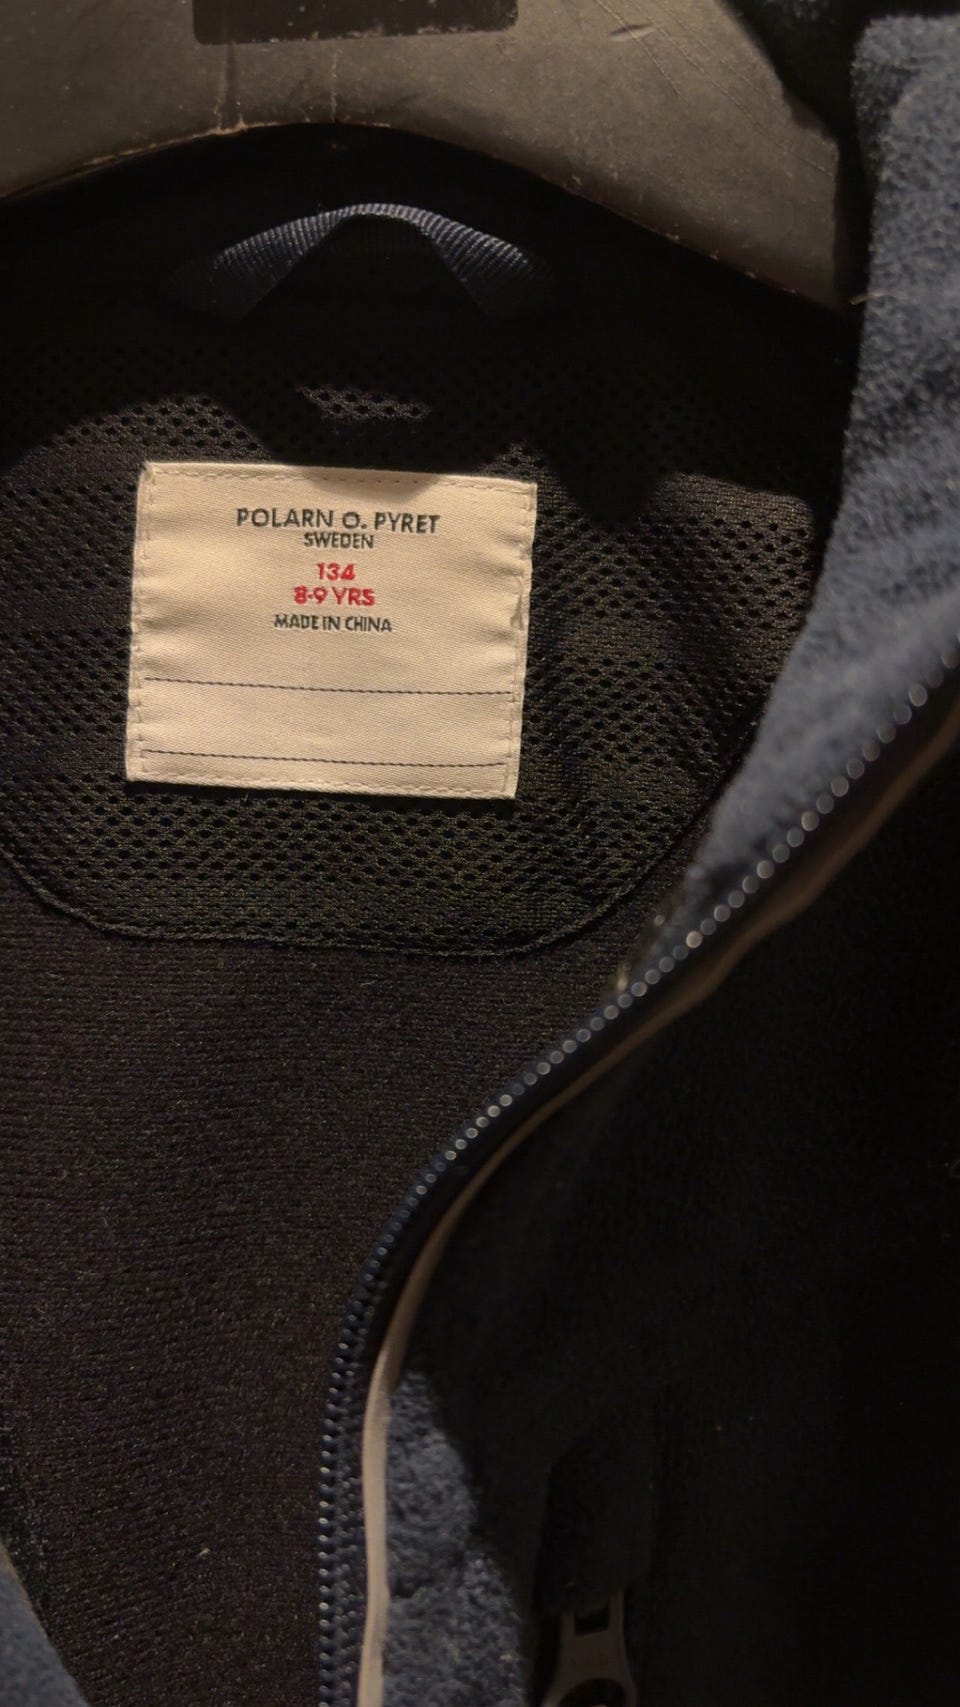 POLARN O. PYRET
SWEDEN
134
8-9 YRS
MADE IN CHINA